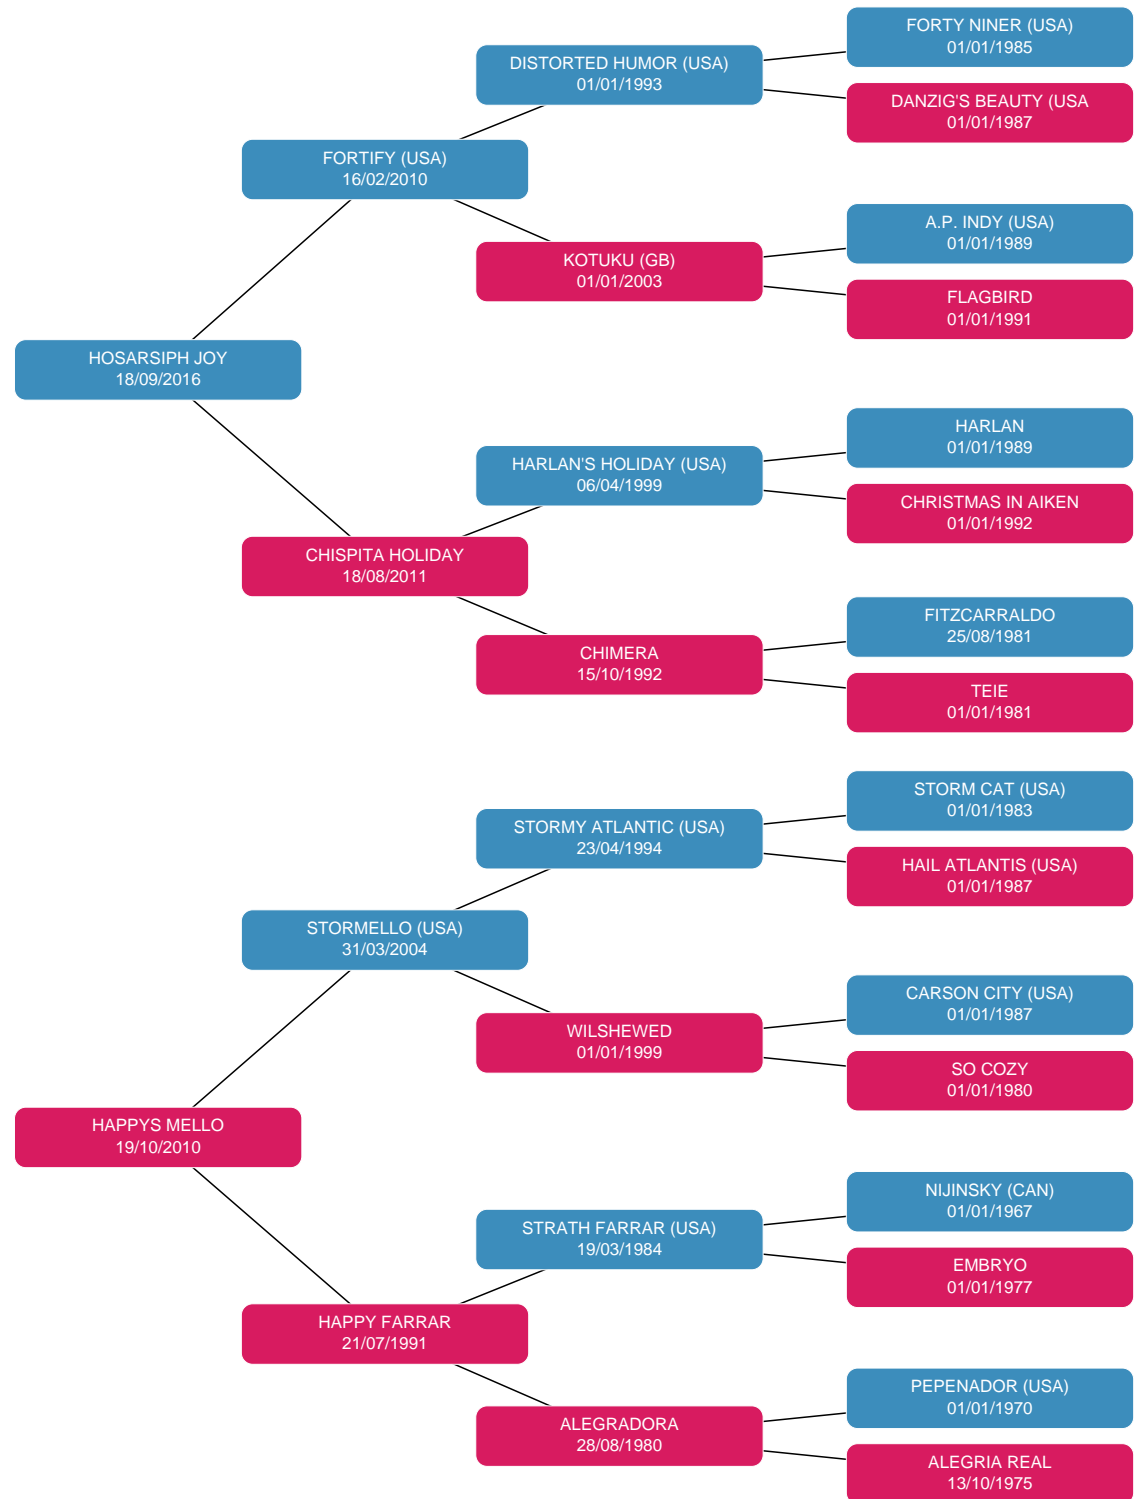 FORTY NINER (USA)
01/01/1985
DISTORTED HUMOR (USA)
01/01/1993
DANZIG'S BEAUTY (USA
01/01/1987
FORTIFY (USA)
16/02/2010
A.P. INDY (USA)
01/01/1989
KOTUKU (GB)
01/01/2003
FLAGBIRD
01/01/1991
HOSARSIPH JOY
18/09/2016
HARLAN
01/01/1989
HARLAN'S HOLIDAY (USA)
06/04/1999
CHRISTMAS IN AIKEN
01/01/1992
CHISPITA HOLIDAY
18/08/2011
FITZCARRALDO
25/08/1981
CHIMERA
15/10/1992
TEIE
01/01/1981
STORM CAT (USA)
01/01/1983
STORMY ATLANTIC (USA)
23/04/1994
HAIL ATLANTIS (USA)
01/01/1987
STORMELLO (USA)
31/03/2004
CARSON CITY (USA)
01/01/1987
WILSHEWED
01/01/1999
SO COZY
01/01/1980
HAPPYS MELLO
19/10/2010
NIJINSKY (CAN)
01/01/1967
STRATH FARRAR (USA)
19/03/1984
EMBRYO
01/01/1977
HAPPY FARRAR
21/07/1991
PEPENADOR (USA)
01/01/1970
ALEGRADORA
28/08/1980
ALEGRIA REAL
13/10/1975